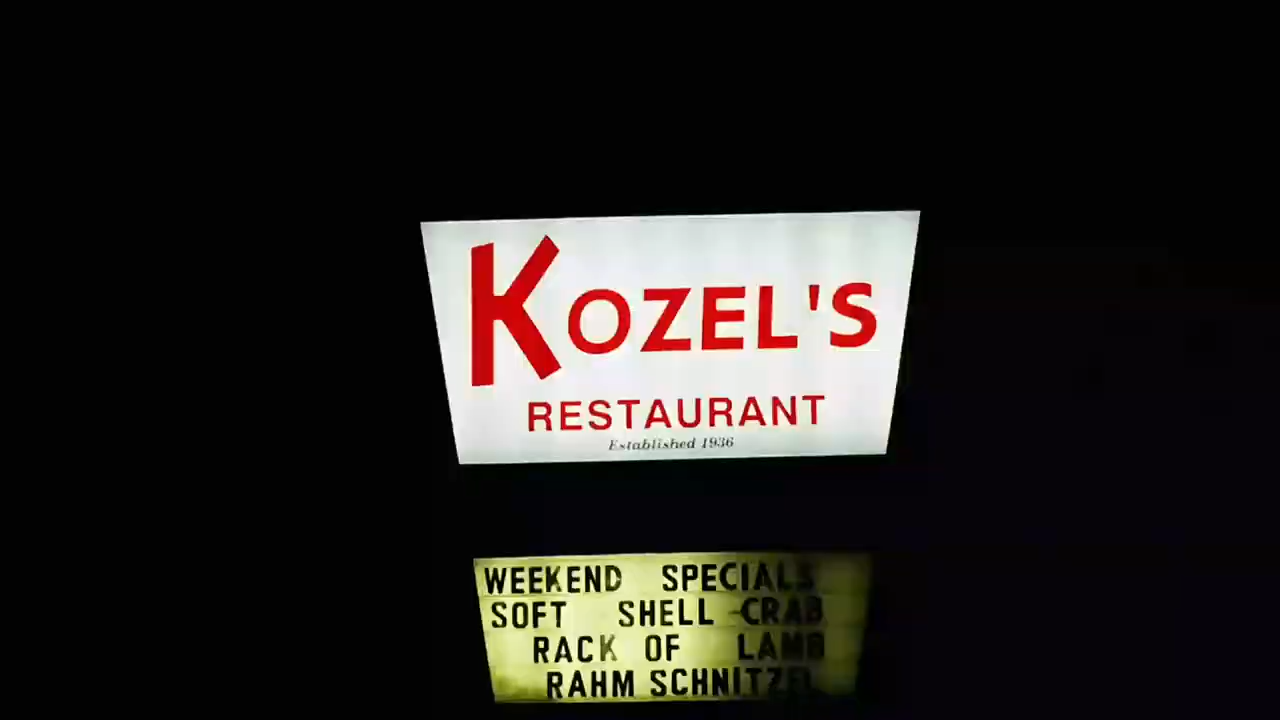 KOZEL'S
RESTAURANT
Established 1936
WEEKEND SPECIALS
SOFT SHELL CRAB
RACK OF LAMB
RAHM SCHNITZEL